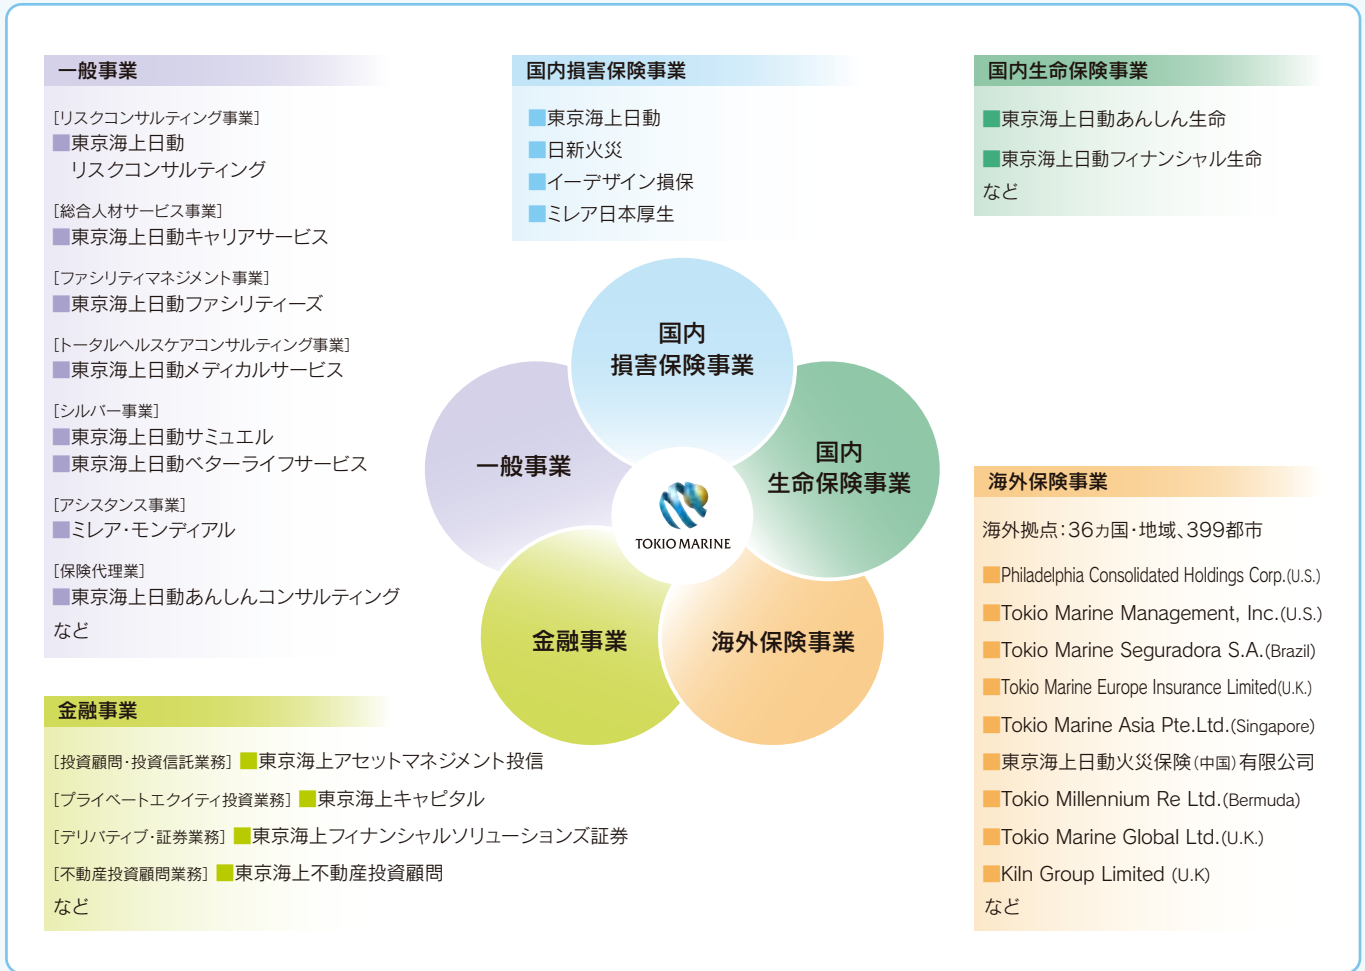 一般事業
[リスクコンサルティング事業]
■東京海上日動
リスクコンサルティング
[総合人材サービス事業]
■東京海上日動キャリアサービス
[ファシリティマネジメント事業]
■東京海上日動ファシリティーズ
[トータルヘルスケアコンサルティング事業]
■東京海上日動メディカルサービス
[シルバー事業]
■東京海上日動サミュエル
■東京海上日動ベターライフサービス
[アシスタンス事業]
■ミレア・モンディアル
[保険代理業]
■東京海上日動あんしんコンサルティング
など
国内損害保険事業
■東京海上日動
■日新火災
■イーデザイン損保
■ミレア日本厚生
国内生命保険事業
■東京海上日動あんしん生命
■東京海上日動フィナンシャル生命
など
国内
損害保険事業
一般事業
国内
生命保険事業
TOKIO MARINE
金融事業
海外保険事業
海外保険事業
海外拠点：36ヵ国・地域、399都市
■Philadelphia Consolidated Holdings Corp.(U.S.)
■Tokio Marine Management, Inc.(U.S.)
■Tokio Marine Seguradora S.A.(Brazil)
■Tokio Marine Europe Insurance Limited(U.K.)
■Tokio Marine Asia Pte.Ltd.(Singapore)
■東京海上日動火災保険(中国)有限公司
■Tokio Millennium Re Ltd.(Bermuda)
■Tokio Marine Global Ltd.(U.K.)
■Kiln Group Limited (U.K)
など
金融事業
[投資顧問・投資信託業務] ■東京海上アセットマネジメント投信
[プライベートエクイティ投資業務] ■東京海上キャピタル
[デリバティブ・証券業務] ■東京海上フィナンシャルソリューションズ証券
[不動産投資顧問業務] ■東京海上不動産投資顧問
など